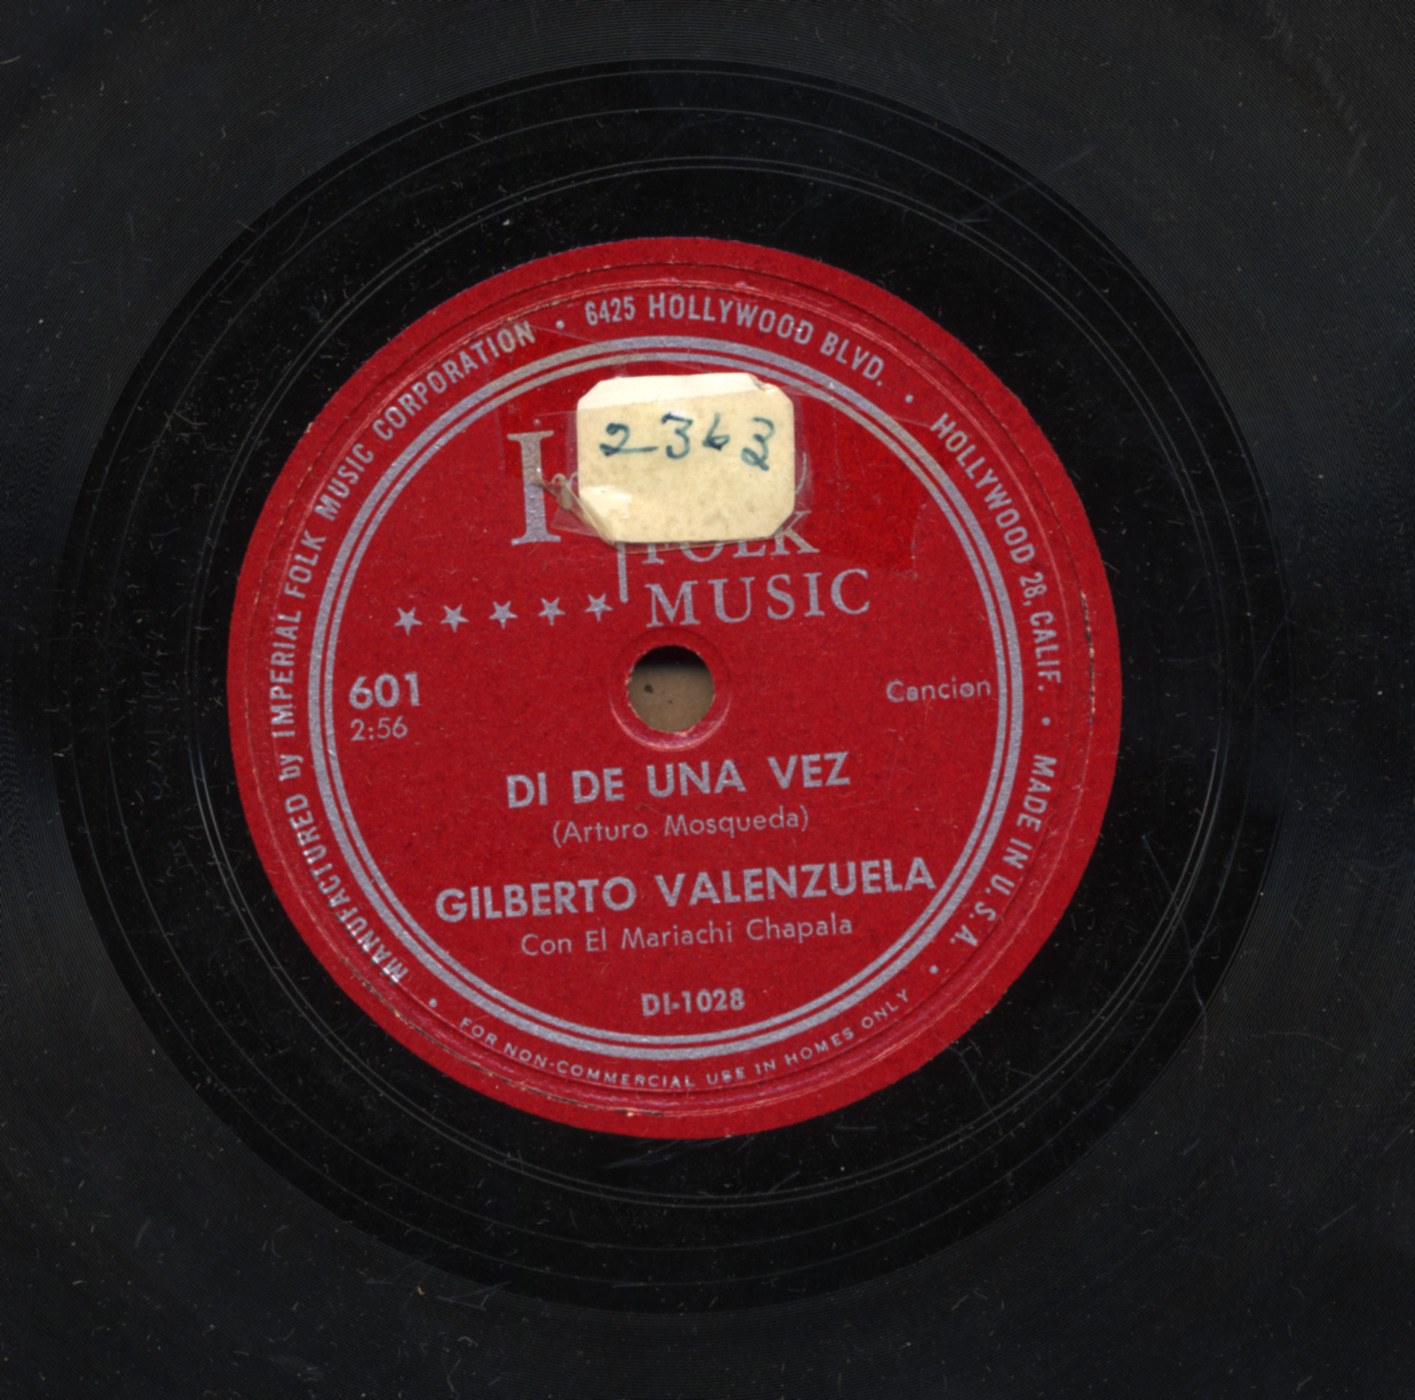 MANUFACTURED by IMPERIAL FOLK MUSIC CORPORATION • 6425 HOLLYWOOD BLVD. • HOLLYWOOD 28, CALIF. • MADE IN U.S.A. •
2363
FOLK
MUSIC
601
Cancion
2:56
DI DE UNA VEZ
(Arturo Mosqueda)
GILBERTO VALENZUELA
Con El Mariachi Chapala
DI-1028
FOR NON-COMMERCIAL USE IN HOMES ONLY